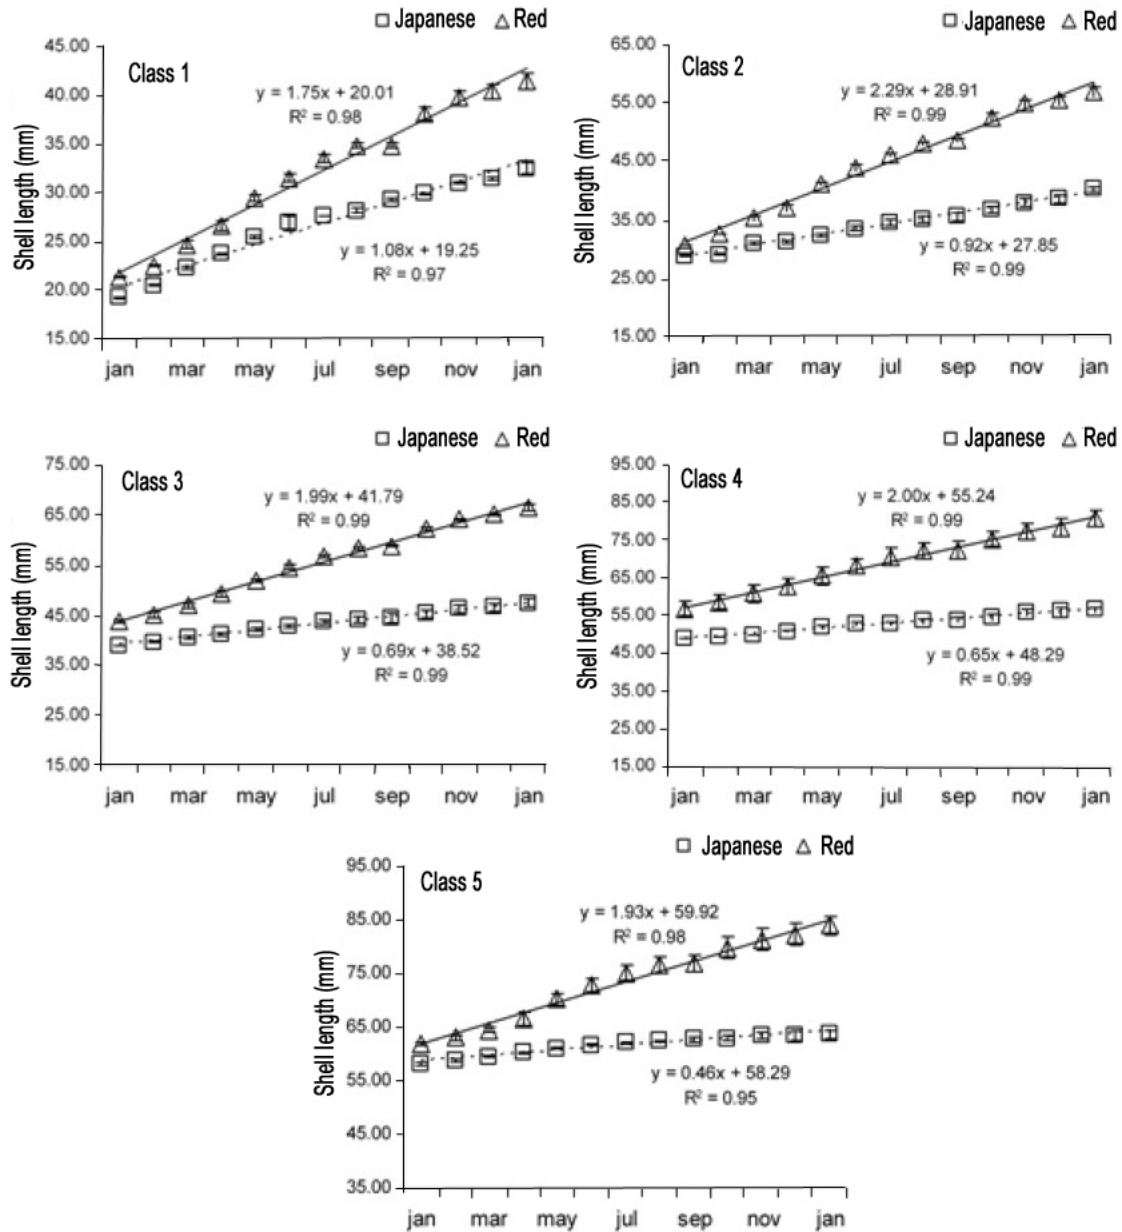 □ Japanese △ Red
Class 1
45.00
40.00
35.00
30.00
25.00
20.00
15.00
Shell length (mm)
y = 1.75x + 20.01
R² = 0.98
y = 1.08x + 19.25
R² = 0.97
jan mar may jul sep nov jan
□ Japanese △ Red
Class 2
65.00
55.00
45.00
35.00
25.00
15.00
Shell length (mm)
y = 2.29x + 28.91
R² = 0.99
y = 0.92x + 27.85
R² = 0.99
jan mar may jul sep nov jan
□ Japanese △ Red
Class 3
75.00
65.00
55.00
45.00
35.00
25.00
15.00
Shell length (mm)
y = 1.99x + 41.79
R² = 0.99
y = 0.69x + 38.52
R² = 0.99
jan mar may jul sep nov jan
□ Japanese △ Red
Class 4
95.00
85.00
75.00
65.00
55.00
45.00
35.00
25.00
15.00
Shell length (mm)
y = 2.00x + 55.24
R² = 0.99
y = 0.65x + 48.29
R² = 0.99
jan mar may jul sep nov jan
□ Japanese △ Red
Class 5
95.00
85.00
75.00
65.00
55.00
45.00
35.00
Shell length (mm)
y = 1.93x + 59.92
R² = 0.98
y = 0.46x + 58.29
R² = 0.95
jan mar may jul sep nov jan